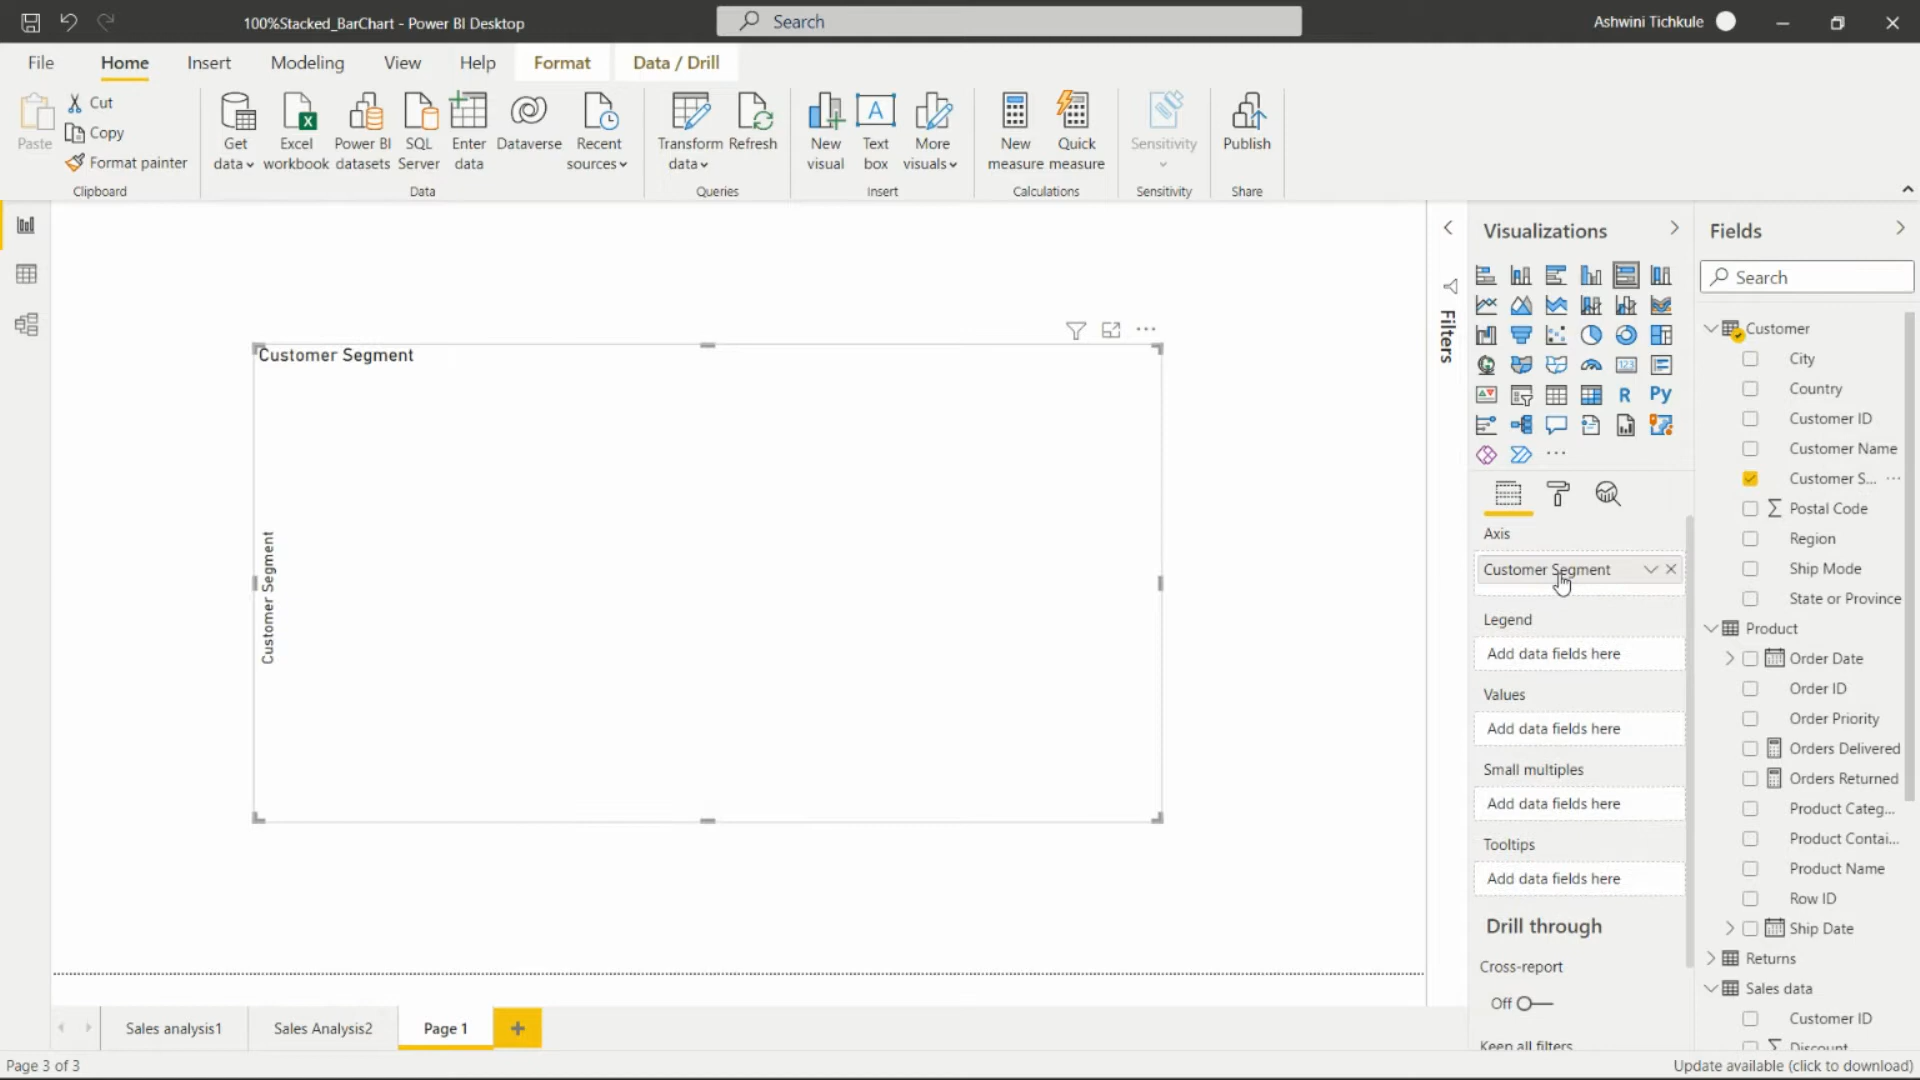 100%Stacked_BarChart - Power BI Desktop
Search
Ashwini Tichkule
File
Home
Insert
Modeling
View
Help
Format
Data / Drill
Paste
Cut
Copy
Format painter
Clipboard
Get data
Excel workbook
Power BI datasets
SQL Server
Enter data
Dataverse
Recent sources
Data
Transform data
Refresh
Queries
New visual
A
Text box
More visuals
Insert
New measure
Quick measure
Calculations
Sensitivity
Sensitivity
Publish
Share
Customer Segment
Customer Segment
Filters
Visualizations
123
R
Py
Axis
Customer Segment
Legend
Add data fields here
Values
Add data fields here
Small multiples
Add data fields here
Tooltips
Add data fields here
Drill through
Cross-report
Off
Keep all filters
Fields
Search
Customer
City
Country
Customer ID
Customer Name
Customer S...
Postal Code
Region
Ship Mode
State or Province
Product
Order Date
Order ID
Order Priority
Orders Delivered
Orders Returned
Product Categ...
Product Contai...
Product Name
Row ID
Ship Date
Returns
Sales data
Customer ID
Discount
Sales analysis1
Sales Analysis2
Page 1
Page 3 of 3
Update available (click to download)